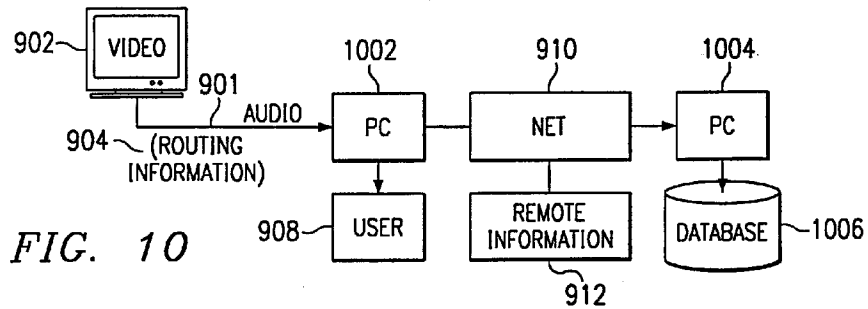 902
VIDEO
901
AUDIO
904
(ROUTING
INFORMATION)
1002
PC
910
NET
1004
PC
908
USER
REMOTE
INFORMATION
912
DATABASE
1006
FIG. 10